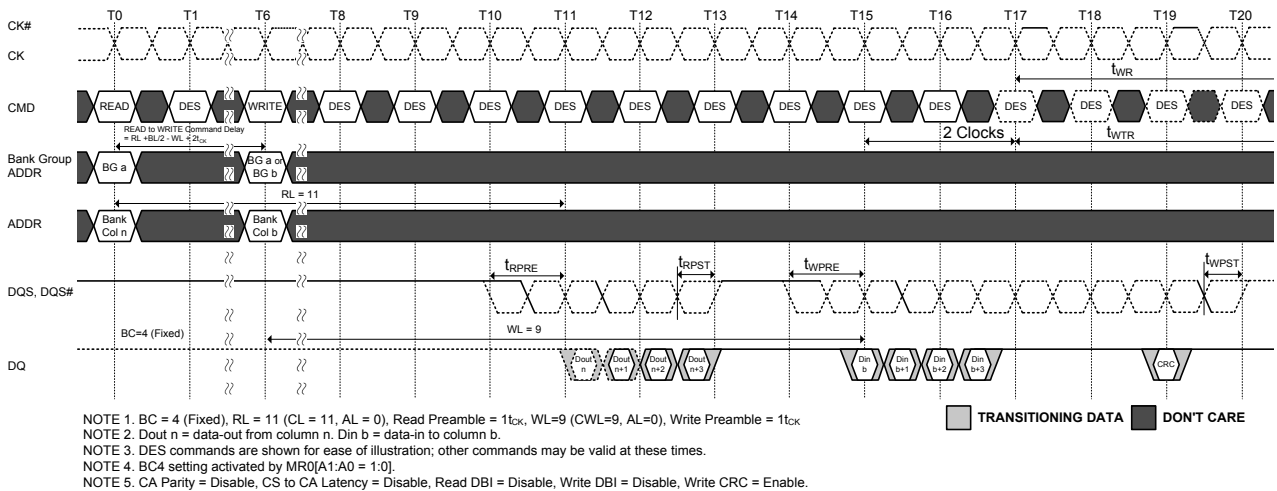 T0 T1 T6 T8 T9 T10 T11 T12 T13 T14 T15 T16 T17 T18 T19 T20
CK#
CK
tWR
CMD
READ DES WRITE DES DES DES DES DES DES DES DES DES DES DES DES DES
READ to WRITE Command Delay
= RL +BL/2 - WL + 2tCK
2 Clocks
tWTR
Bank Group
ADDR
BG a
BG a or
BG b
RL = 11
ADDR
Bank
Col n
Bank
Col b
tRPRE tRPST tWPRE tWPST
DQS, DQS#
BC=4 (Fixed)
WL = 9
DQ
Dout
n
Dout
n+1
Dout
n+2
Dout
n+3
Din
b
Din
b+1
Din
b+2
Din
b+3
CRC
NOTE 1. BC = 4 (Fixed), RL = 11 (CL = 11, AL = 0), Read Preamble = 1tCK, WL=9 (CWL=9, AL=0), Write Preamble = 1tCK
NOTE 2. Dout n = data-out from column n. Din b = data-in to column b.
NOTE 3. DES commands are shown for ease of illustration; other commands may be valid at these times.
NOTE 4. BC4 setting activated by MR0[A1:A0 = 1:0].
NOTE 5. CA Parity = Disable, CS to CA Latency = Disable, Read DBI = Disable, Write DBI = Disable, Write CRC = Enable.
TRANSITIONING DATA
DON'T CARE